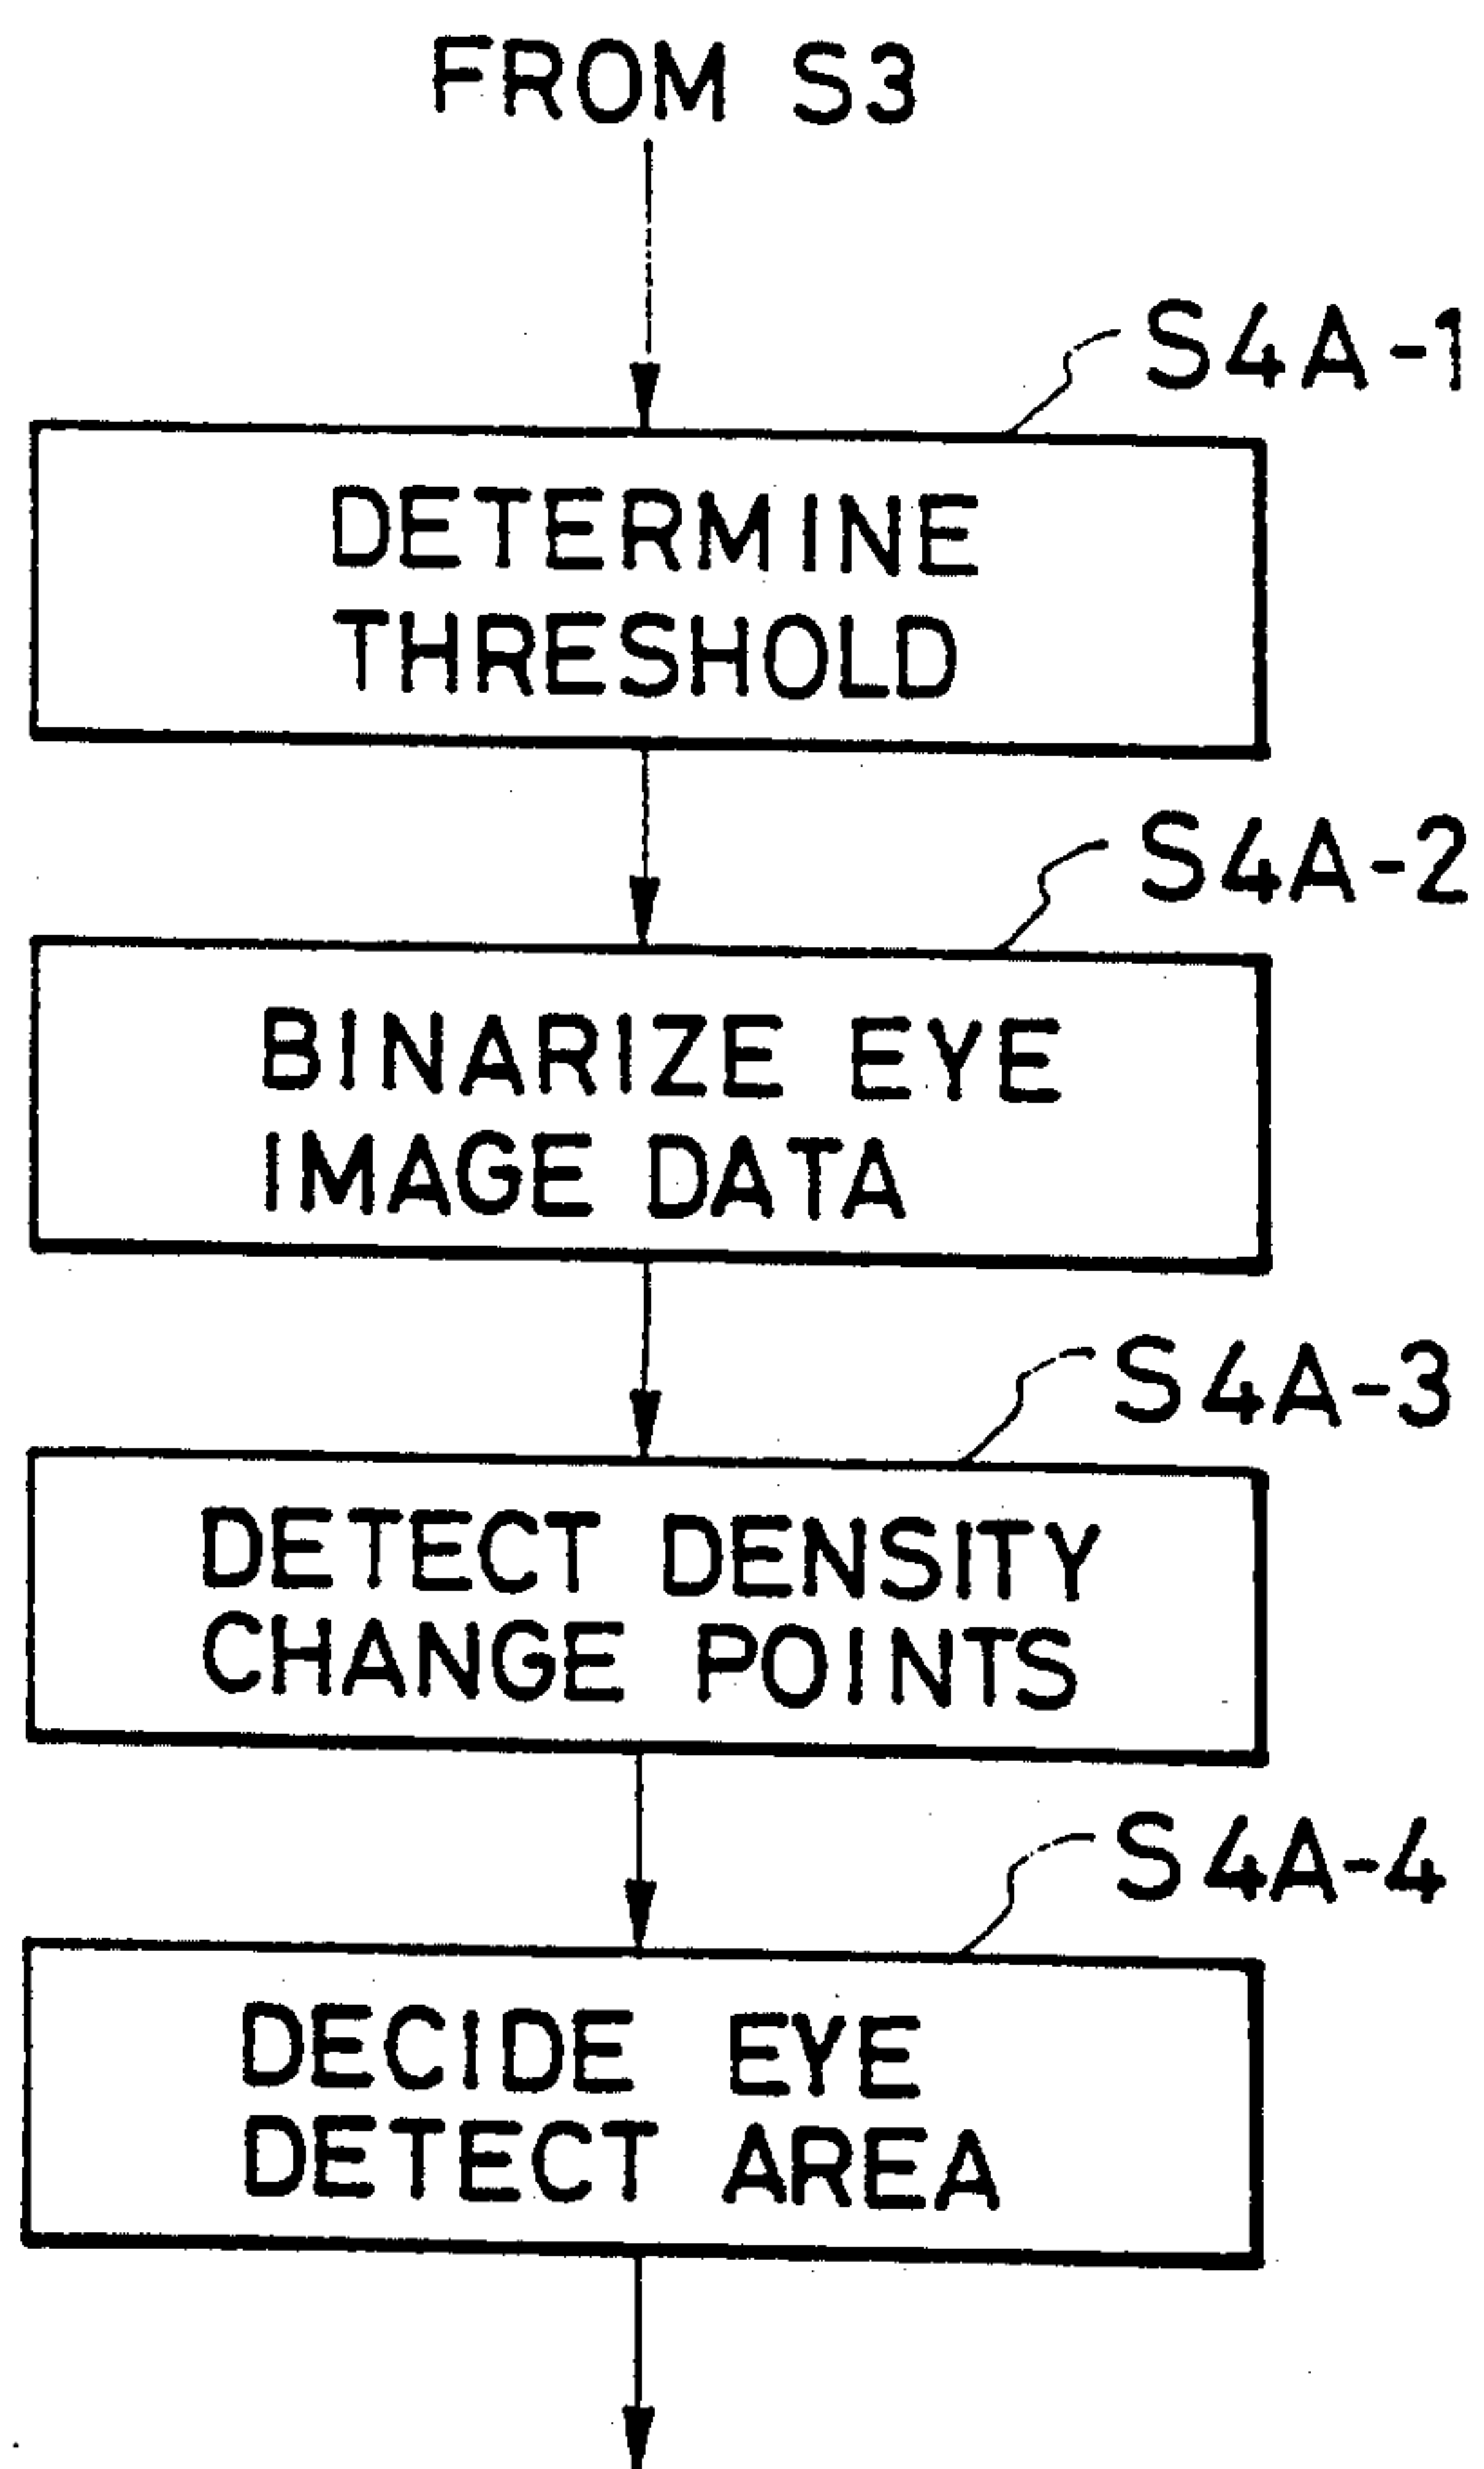 FROM S3
S4A-1
DETERMINE
THRESHOLD
S4A-2
BINARIZE EYE
IMAGE DATA
S4A-3
DETECT DENSITY
CHANGE POINTS
S4A-4
DECIDE EYE
DETECT AREA